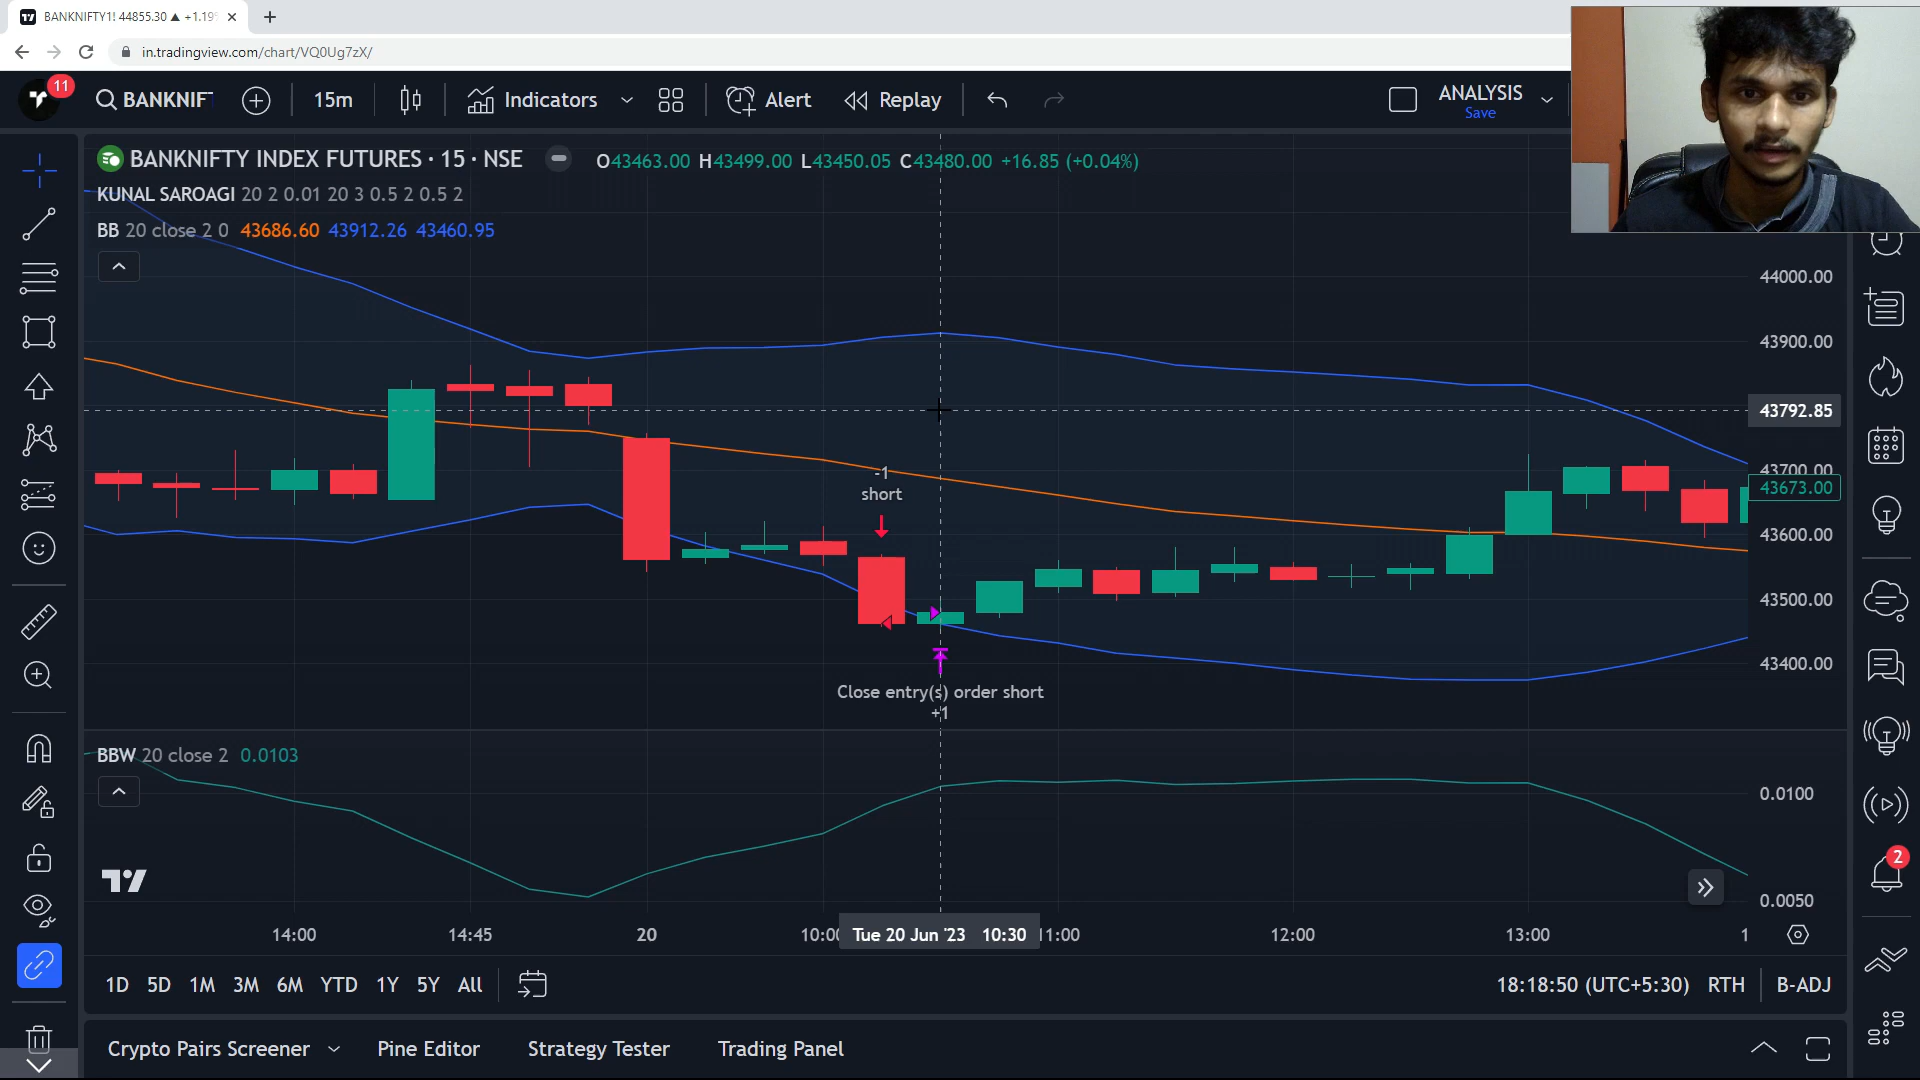 BANKNIFTY1! 44855.30 ▲ +1.19
in.tradingview.com/chart/VQ0Ug7zX/
11
BANKNIFT
15m
Indicators
Alert
Replay
ANALYSIS
Save
BANKNIFTY INDEX FUTURES · 15 · NSE
O43463.00 H43499.00 L43450.05 C43480.00 +16.85 (+0.04%)
KUNAL SAROAGI 20 2 0.01 20 3 0.5 2 0.5 2
BB 20 close 2 0 43686.60 43912.26 43460.95
44000.00
43900.00
43792.85
43700.00
43673.00
43600.00
43500.00
43400.00
-1
short
Close entry(s) order short
+1
BBW 20 close 2 0.0103
0.0100
0.0050
2
14:00
14:45
20
10:00
Tue 20 Jun '23 10:30
11:00
12:00
13:00
1
1D 5D 1M 3M 6M YTD 1Y 5Y All
18:18:50 (UTC+5:30) RTH B-ADJ
Crypto Pairs Screener
Pine Editor
Strategy Tester
Trading Panel